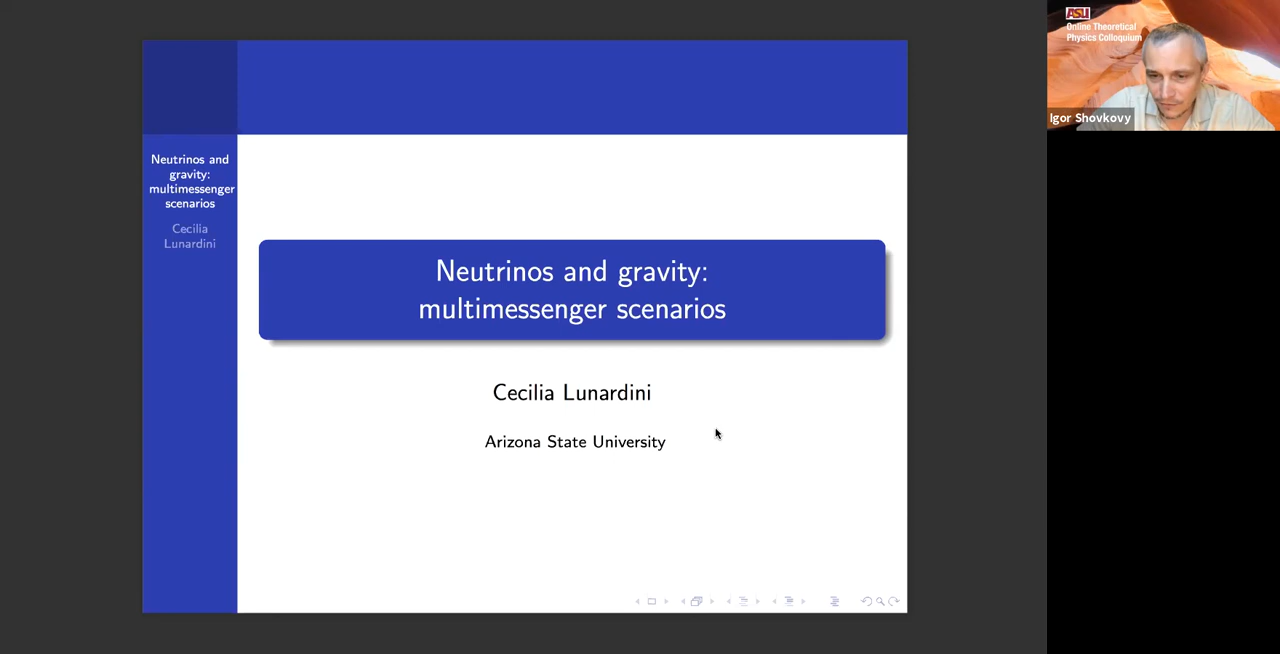 Neutrinos and
gravity:
multimessenger
scenarios
Cecilia
Lunardini
Neutrinos and gravity:
multimessenger scenarios
Cecilia Lunardini
Arizona State University
ASU
Online Theoretical
Physics Colloquium
Igor Shovkovy